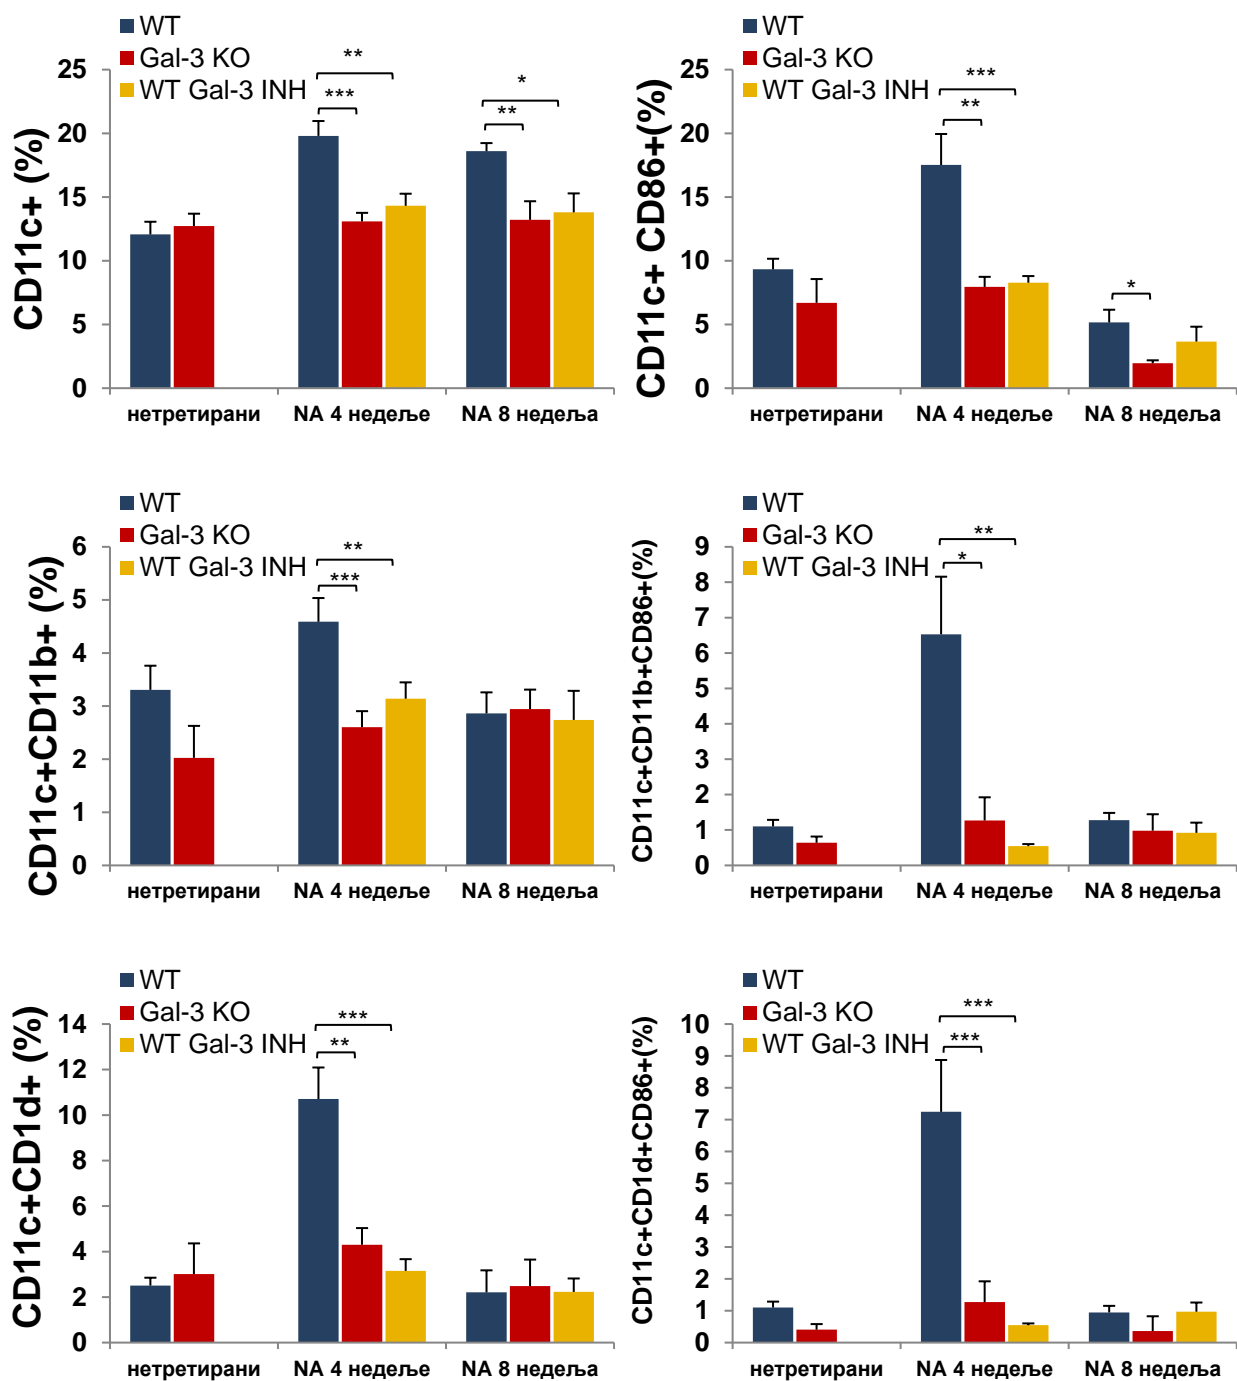 WT
Gal-3 KO
WT Gal-3 INH
CD11c+ (%)
25
20
15
10
5
0
**
***
*
**
нетретирани
NA 4 недеље
NA 8 недеља
WT
Gal-3 KO
WT Gal-3 INH
CD11c+ CD86+(%)
25
20
15
10
5
0
***
**
*
нетретирани
NA 4 недеље
NA 8 недеља
WT
Gal-3 KO
WT Gal-3 INH
CD11c+CD11b+ (%)
6
5
4
3
2
1
0
**
***
нетретирани
NA 4 недеље
NA 8 недеља
WT
Gal-3 KO
WT Gal-3 INH
CD11c+CD11b+CD86+(%)
9
8
7
6
5
4
3
2
1
0
**
*
нетретирани
NA 4 недеље
NA 8 недеља
WT
Gal-3 KO
WT Gal-3 INH
CD11c+CD1d+ (%)
14
12
10
8
6
4
2
0
***
**
нетретирани
NA 4 недеље
NA 8 недеља
WT
Gal-3 KO
WT Gal-3 INH
CD11c+CD1d+CD86+(%)
10
9
8
7
6
5
4
3
2
1
0
***
***
нетретирани
NA 4 недеље
NA 8 недеља